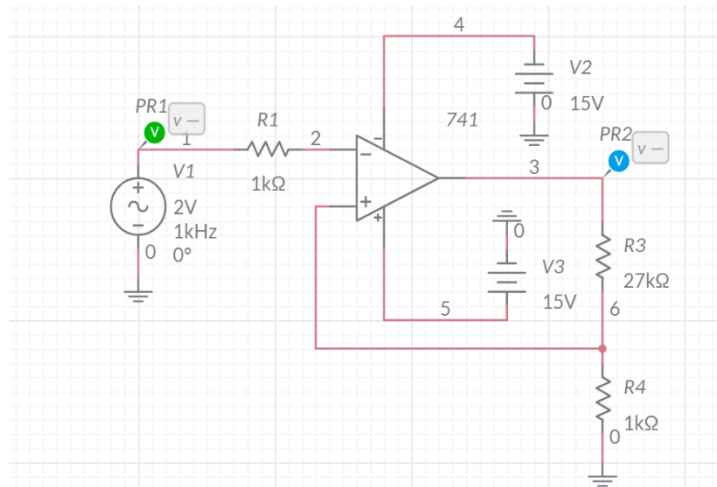 4
V2
0
15V
741
PR1
v −
V
1
R1
2
1kΩ
PR2
v −
V
3
V1
+
−
2V
1kHz
0°
0
−
−
+
+
0
V3
15V
5
R3
27kΩ
6
R4
1kΩ
0